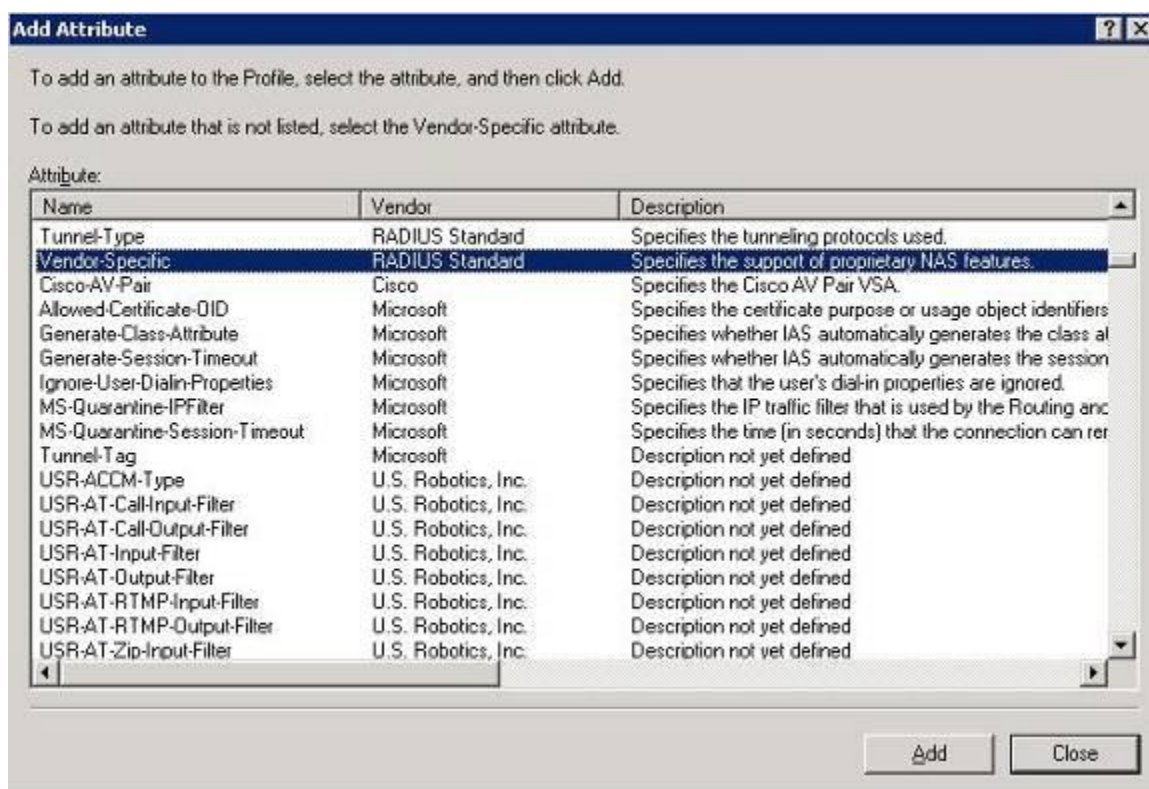 Add Attribute
To add an attribute to the Profile, select the attribute, and then click Add.
To add an attribute that is not listed, select the Vendor-Specific attribute.
Attribute:
Name Vendor Description
Tunnel-Type RADIUS Standard Specifies the tunneling protocols used.
Vendor-Specific RADIUS Standard Specifies the support of proprietary NAS features.
Cisco-AV-Pair Cisco Specifies the Cisco AV Pair VSA.
Allowed-Certificate-OID Microsoft Specifies the certificate purpose or usage object identifiers
Generate-Class-Attribute Microsoft Specifies whether IAS automatically generates the class at
Generate-Session-Timeout Microsoft Specifies whether IAS automatically generates the session
Ignore-User-Dialin-Properties Microsoft Specifies that the user's dial-in properties are ignored.
MS-Quarantine-IPFilter Microsoft Specifies the IP traffic filter that is used by the Routing and
MS-Quarantine-Session-Timeout Microsoft Specifies the time (in seconds) that the connection can rer
Tunnel-Tag Microsoft Description not yet defined
USR-ACCM-Type U.S. Robotics, Inc. Description not yet defined
USR-AT-Call-Input-Filter U.S. Robotics, Inc. Description not yet defined
USR-AT-Call-Output-Filter U.S. Robotics, Inc. Description not yet defined
USR-AT-Input-Filter U.S. Robotics, Inc. Description not yet defined
USR-AT-Output-Filter U.S. Robotics, Inc. Description not yet defined
USR-AT-RTMP-Input-Filter U.S. Robotics, Inc. Description not yet defined
USR-AT-RTMP-Output-Filter U.S. Robotics, Inc. Description not yet defined
USR-AT-Zip-Input-Filter U.S. Robotics, Inc. Description not yet defined
Add Close